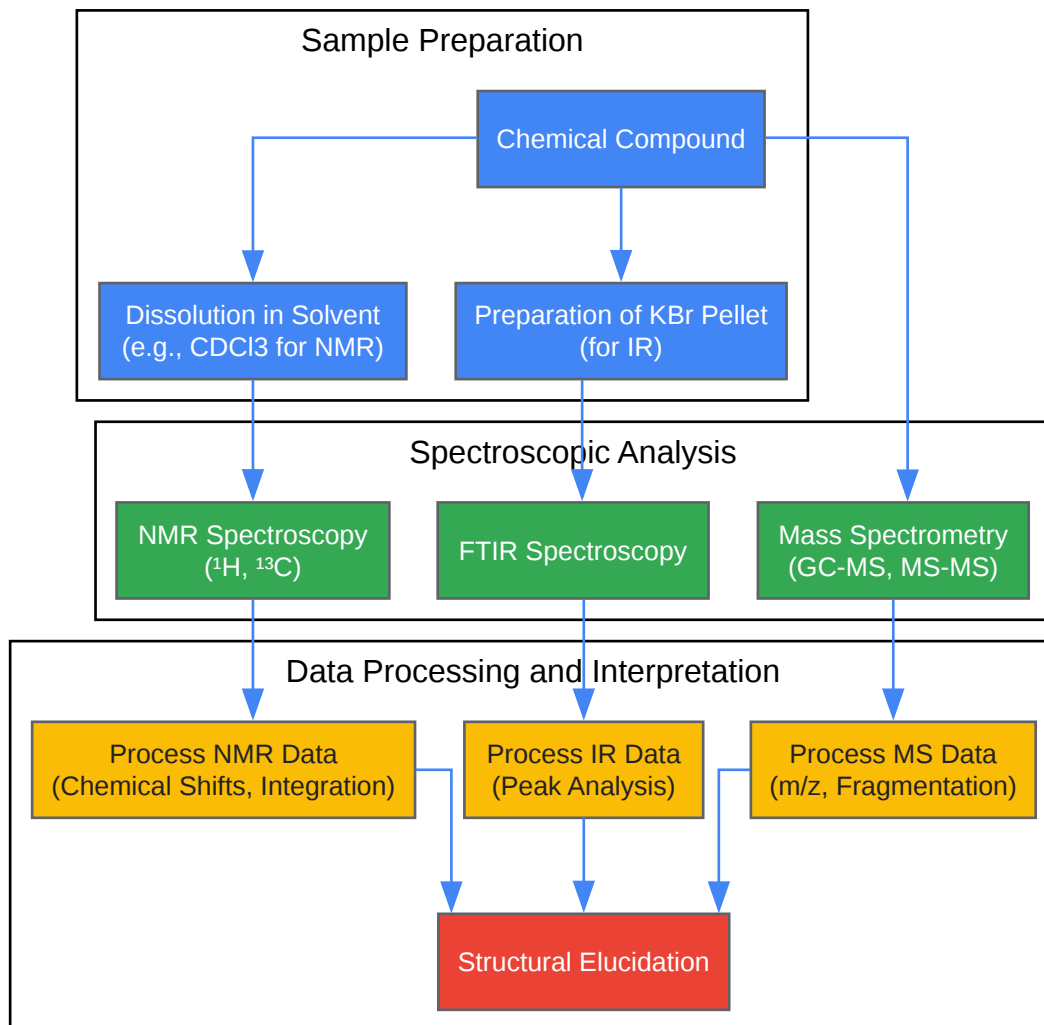 Sample Preparation
Chemical Compound
Dissolution in Solvent
(e.g., CDCl3 for NMR)
Preparation of KBr Pellet
(for IR)
Spectroscopic Analysis
NMR Spectroscopy
(¹H, ¹³C)
FTIR Spectroscopy
Mass Spectrometry
(GC-MS, MS-MS)
Data Processing and Interpretation
Process NMR Data
(Chemical Shifts, Integration)
Process IR Data
(Peak Analysis)
Process MS Data
(m/z, Fragmentation)
Structural Elucidation